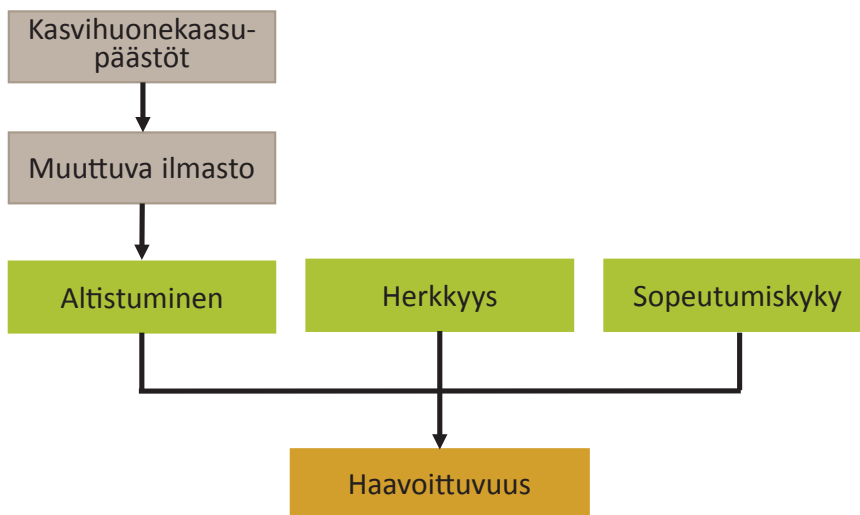 Kasvihuonekaasu-
päästöt
Muuttuva ilmasto
Altistuminen
Herkkyys
Sopeutumiskyky
Haavoittuvuus